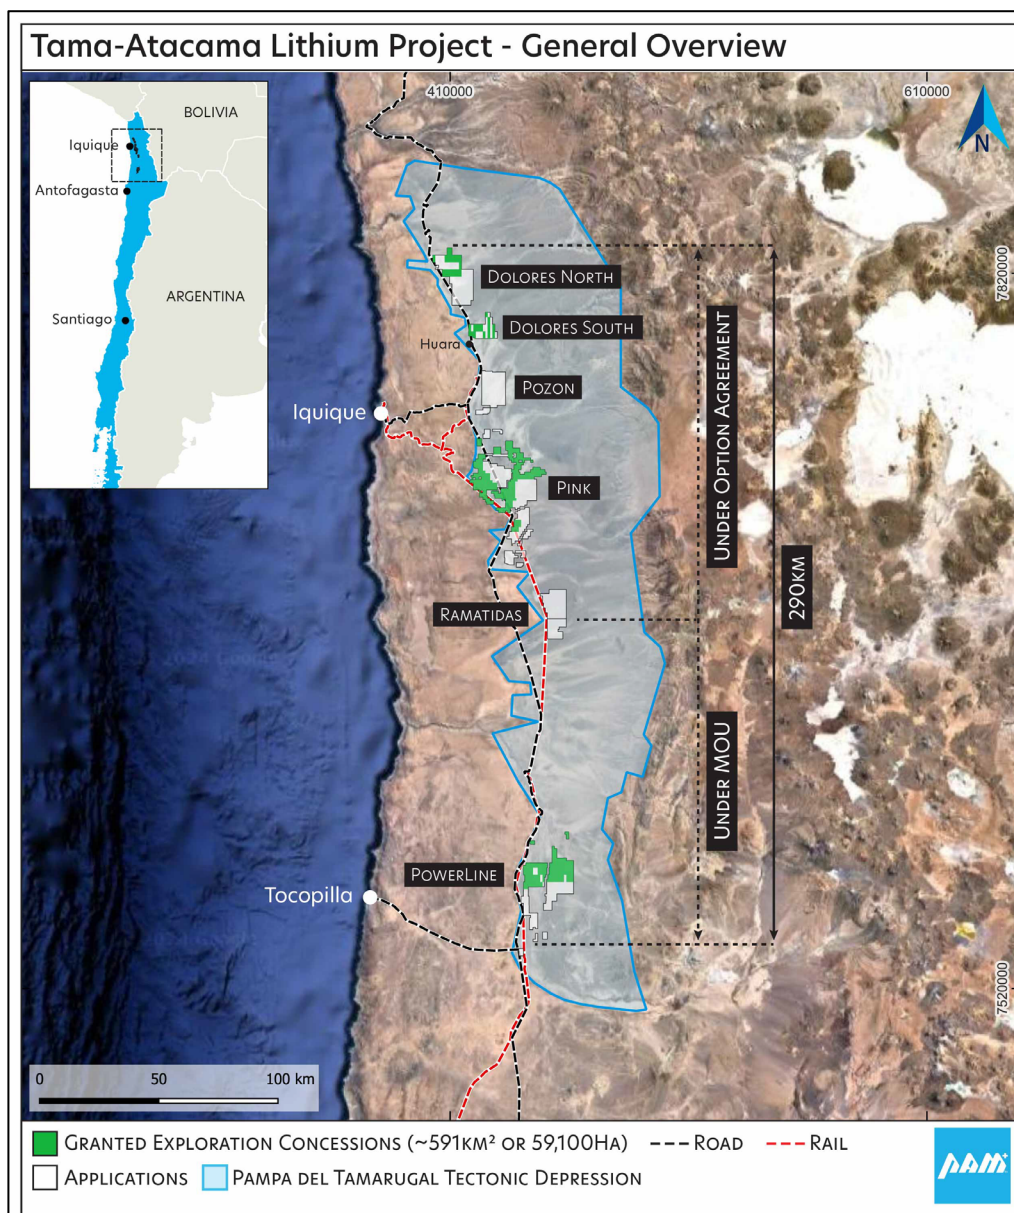 Tama-Atacama Lithium Project - General Overview
410000
610000
BOLIVIA
Iquique
Antofagasta
ARGENTINA
Santiago
N
7820000
DOLORES NORTH
DOLORES SOUTH
Huara
POZON
Iquique
PINK
UNDER OPTION AGREEMENT
290KM
RAMATIDAS
UNDER MOU
POWERLINE
Tocopilla
7520000
0 50 100 km
GRANTED EXPLORATION CONCESSIONS (~591KM² OR 59,100HA) ROAD RAIL
APPLICATIONS PAMPA DEL TAMARUGAL TECTONIC DEPRESSION
PAM